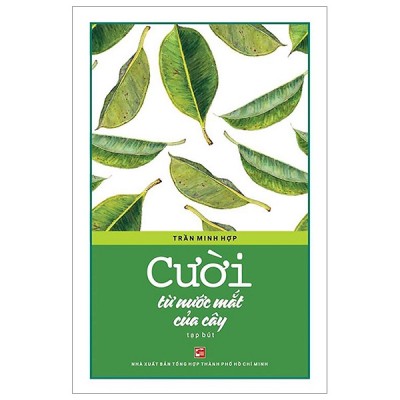 TRẦN MINH HỢP
Cười
từ nước mắt
của cây
tạp bút
NHÀ XUẤT BẢN TỔNG HỢP THÀNH PHỐ HỒ CHÍ MINH